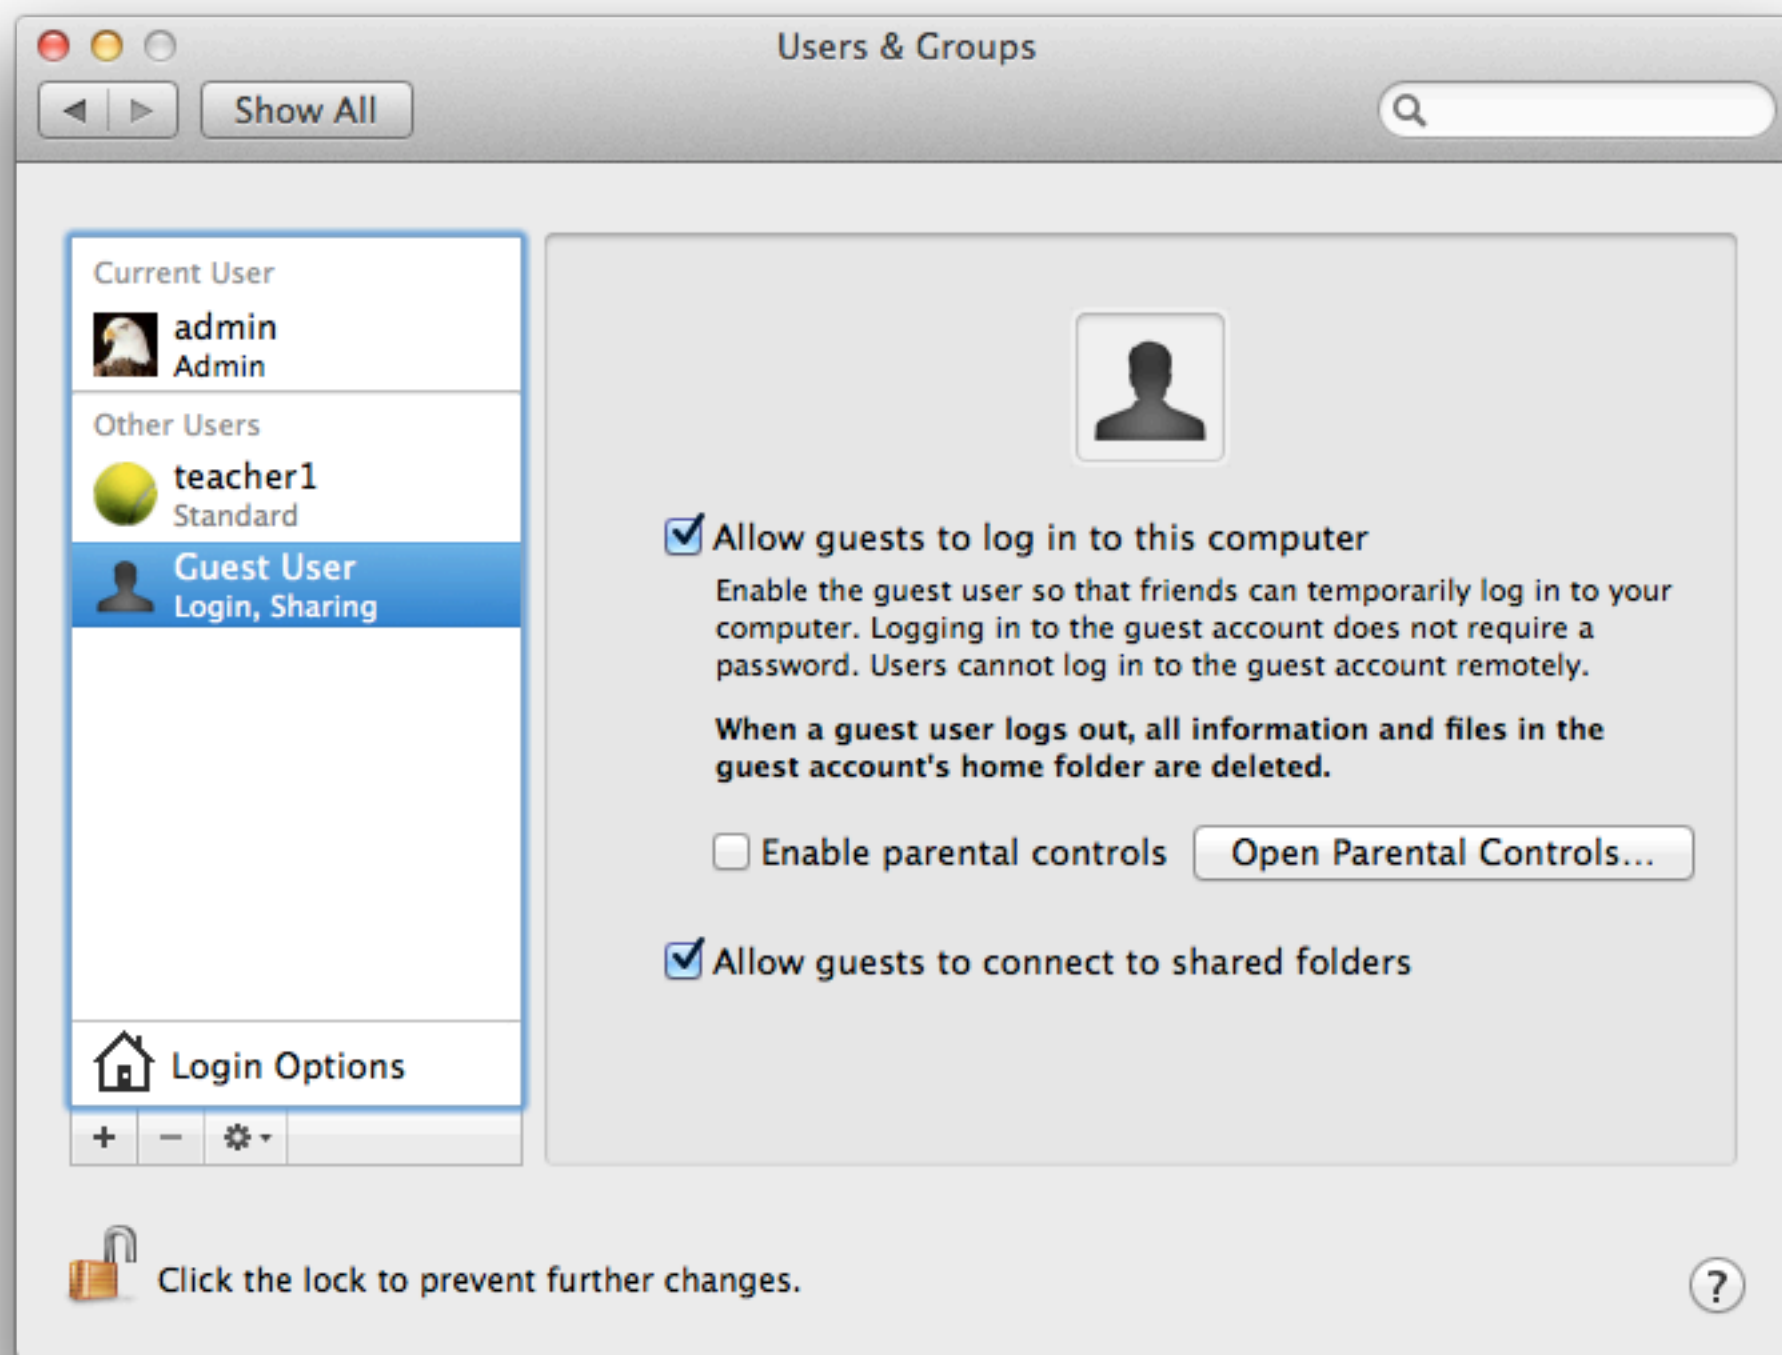 Users & Groups
Show All
Current User
admin
Admin
Other Users
teacher1
Standard
Guest User
Login, Sharing
Login Options
Allow guests to log in to this computer
Enable the guest user so that friends can temporarily log in to your
computer. Logging in to the guest account does not require a
password. Users cannot log in to the guest account remotely.
When a guest user logs out, all information and files in the
guest account's home folder are deleted.
Enable parental controls
Open Parental Controls...
Allow guests to connect to shared folders
Click the lock to prevent further changes.
?